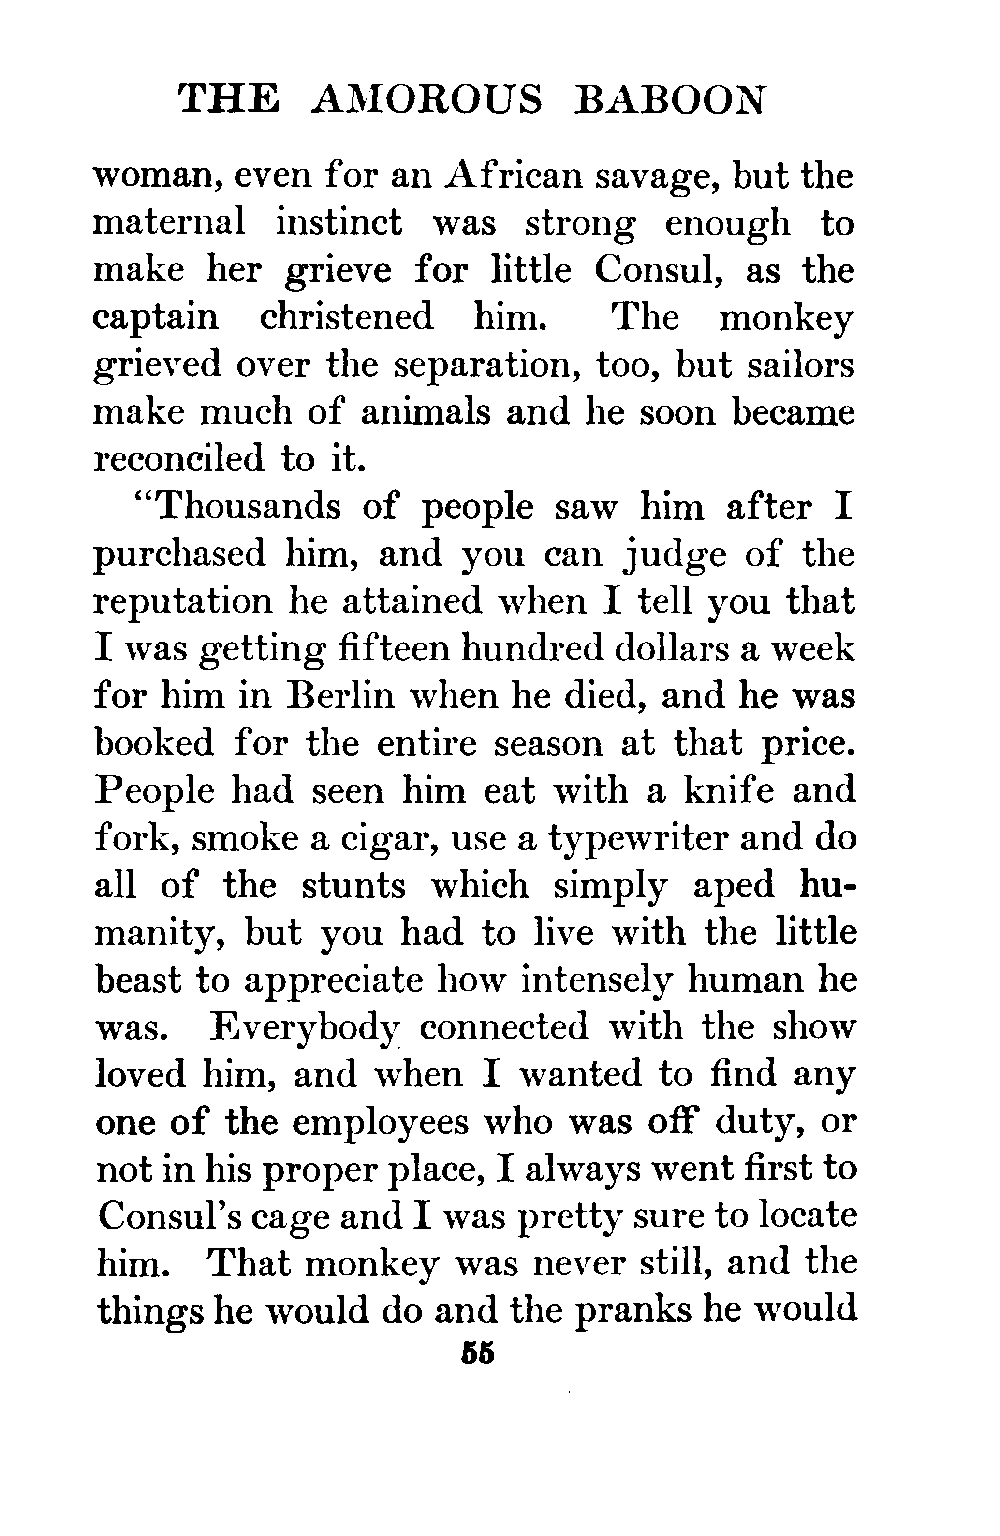 THE AMOROUS BABOON
woman, even for an African savage, but the
maternal instinct was strong enough to
make her grieve for little Consul, as the
captain christened him. The monkey
grieved over the separation, too, but sailors
make much of animals and he soon became
reconciled to it.
“Thousands of people saw him after I
purchased him, and you can judge of the
reputation he attained when I tell you that
I was getting fifteen hundred dollars a week
for him in Berlin when he died, and he was
booked for the entire season at that price.
People had seen him eat with a knife and
fork, smoke a cigar, use a typewriter and do
all of the stunts which simply aped hu-
manity, but you had to live with the little
beast to appreciate how intensely human he
was. Everybody connected with the show
loved him, and when I wanted to find any
one of the employees who was off duty, or
not in his proper place, I always went first to
Consul’s cage and I was pretty sure to locate
him. That monkey was never still, and the
things he would do and the pranks he would
55